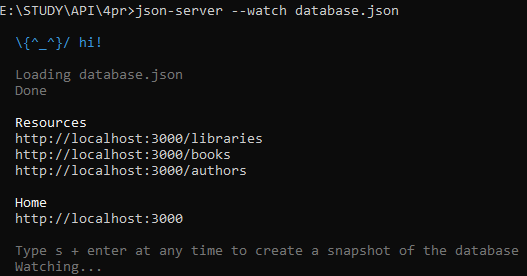 E:\STUDY\API\4pr>json-server --watch database.json
\{^_^}/ hi!
Loading database.json
Done
Resources
http://localhost:3000/libraries
http://localhost:3000/books
http://localhost:3000/authors
Home
http://localhost:3000
Type s + enter at any time to create a snapshot of the database
Watching...